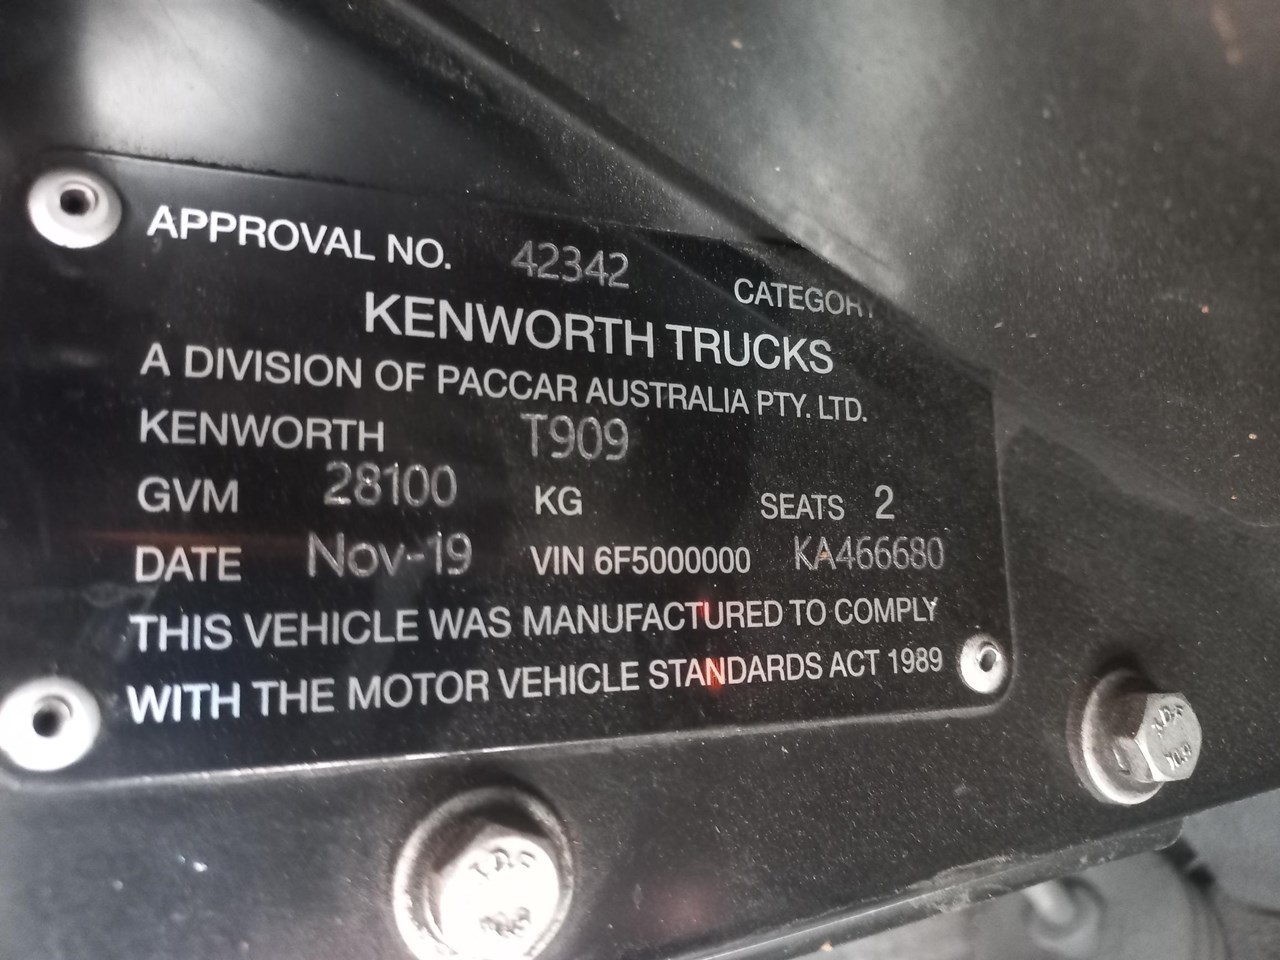 APPROVAL NO. 42342 CATEGORY
KENWORTH TRUCKS
A DIVISION OF PACCAR AUSTRALIA PTY. LTD.
KENWORTH T909
GVM 28100 KG SEATS 2
DATE Nov-19 VIN 6F5000000 KA466680
THIS VEHICLE WAS MANUFACTURED TO COMPLY
WITH THE MOTOR VEHICLE STANDARDS ACT 1989